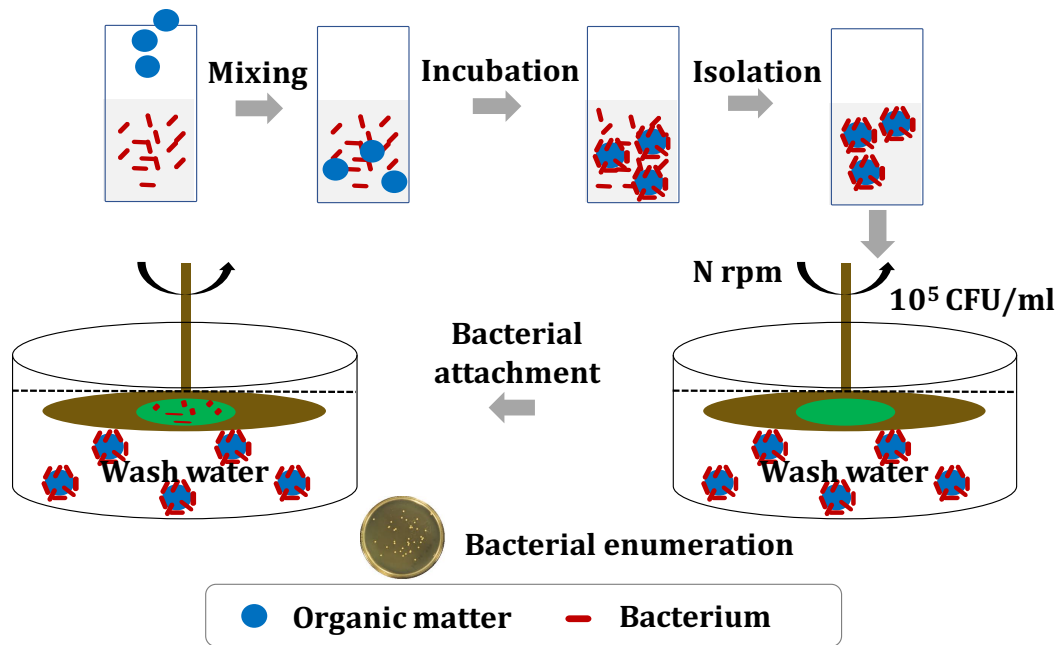 Mixing
Incubation
Isolation
N rpm
10⁵ CFU/ml
Bacterial
attachment
Wash water
Wash water
Bacterial enumeration
Organic matter
Bacterium